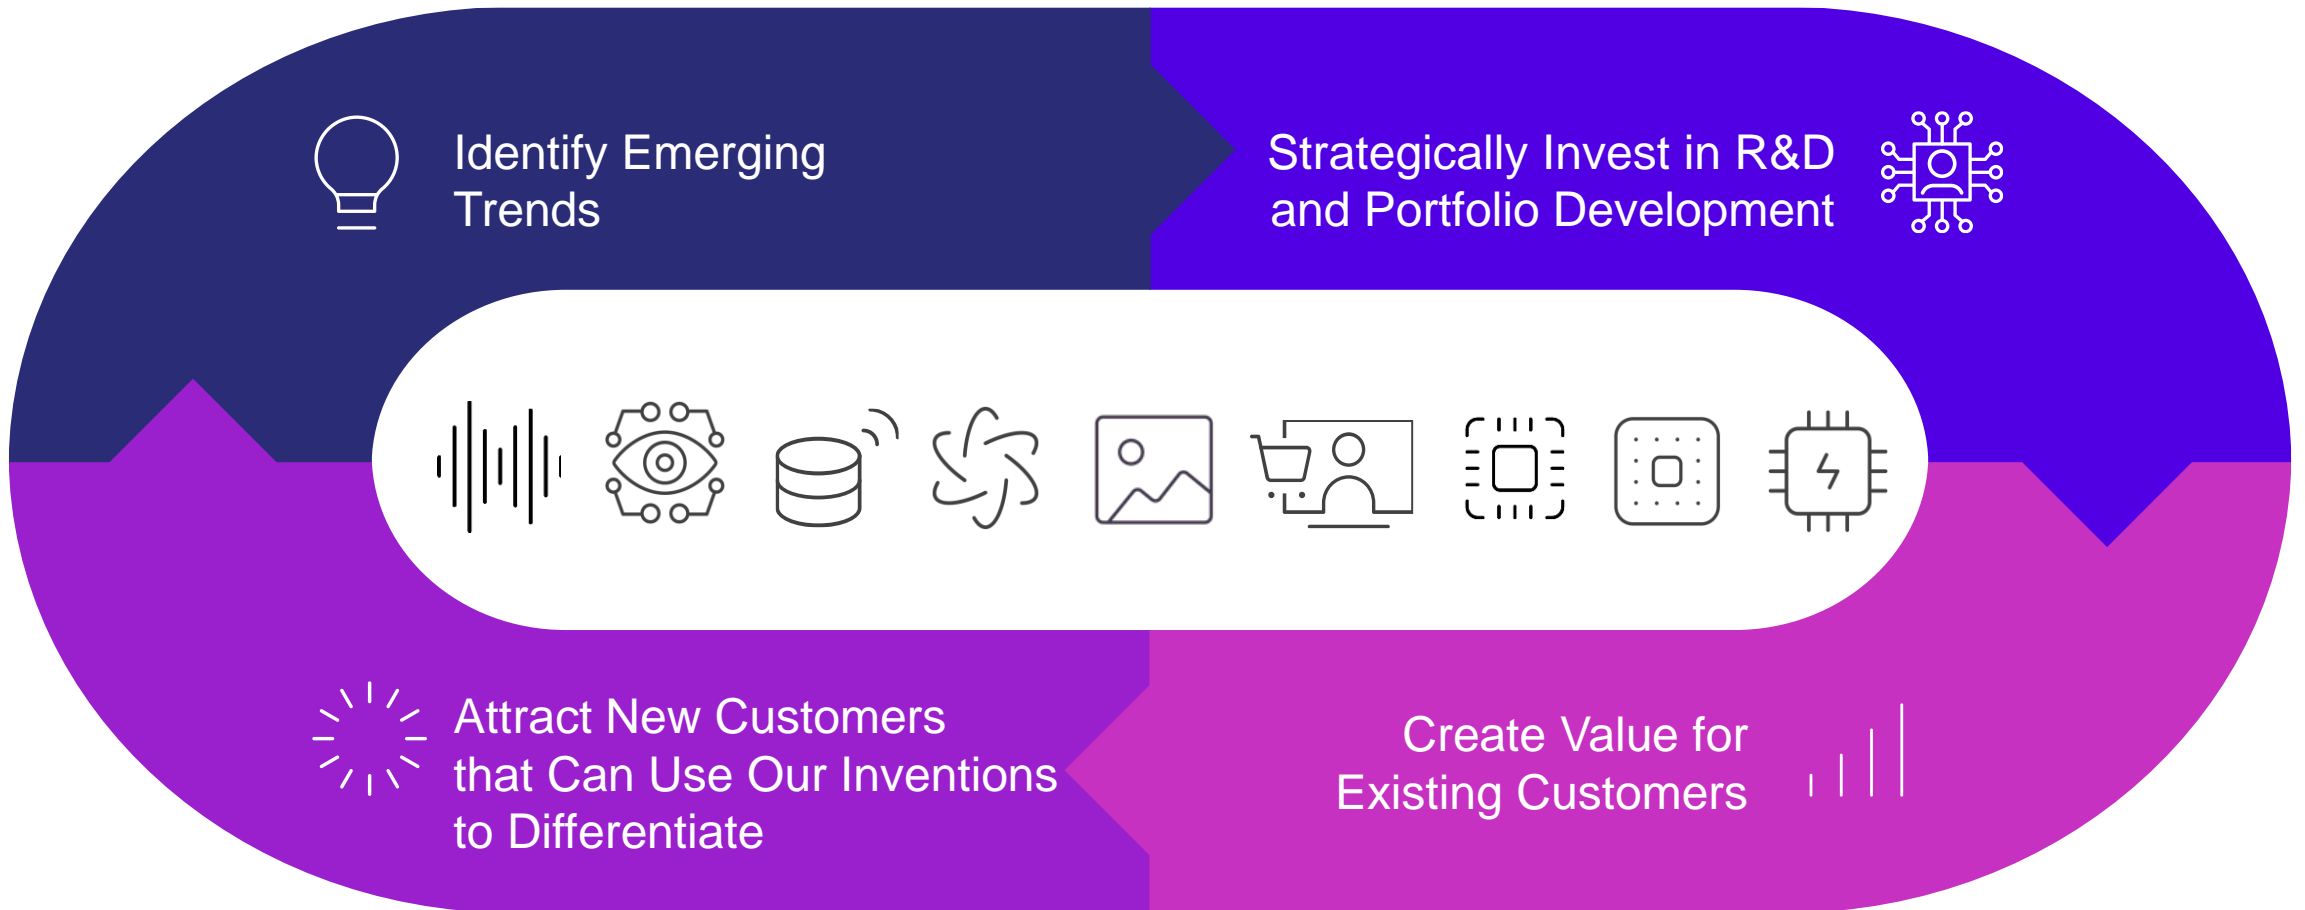 Identify Emerging
Trends
Strategically Invest in R&D
and Portfolio Development
Attract New Customers
that Can Use Our Inventions
to Differentiate
Create Value for
Existing Customers